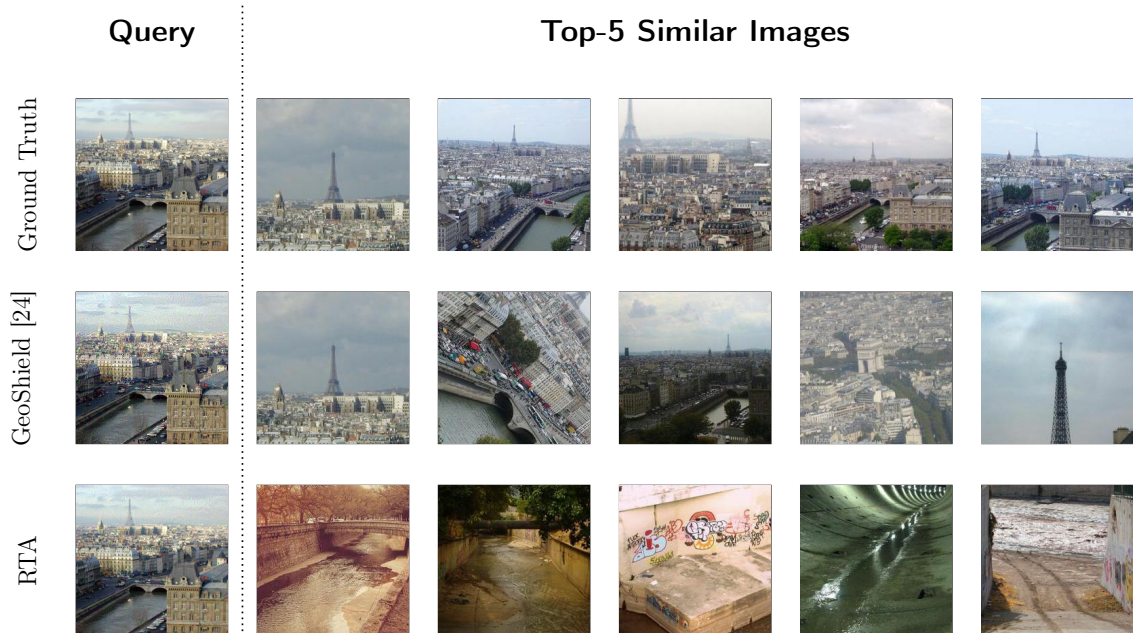 Query
Top-5 Similar Images
Ground Truth
GeoShield [24]
RTA